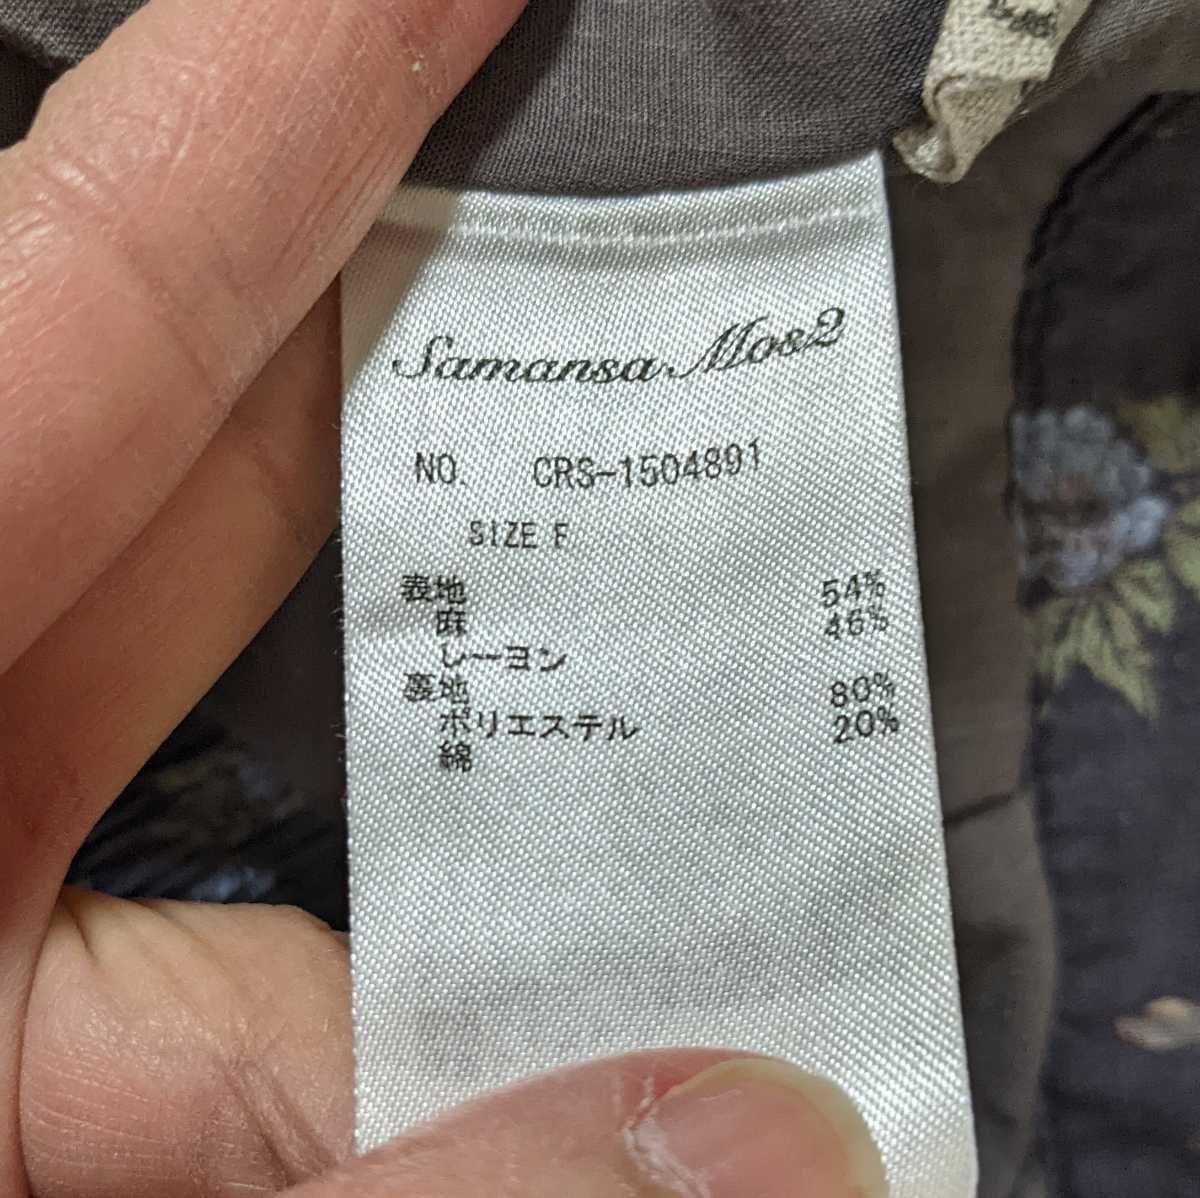 Samansa Mos2
NO. CRS-1504891
SIZE F
表地
麻 54%
レーヨン 46%
裏地
ポリエステル 80%
綿 20%